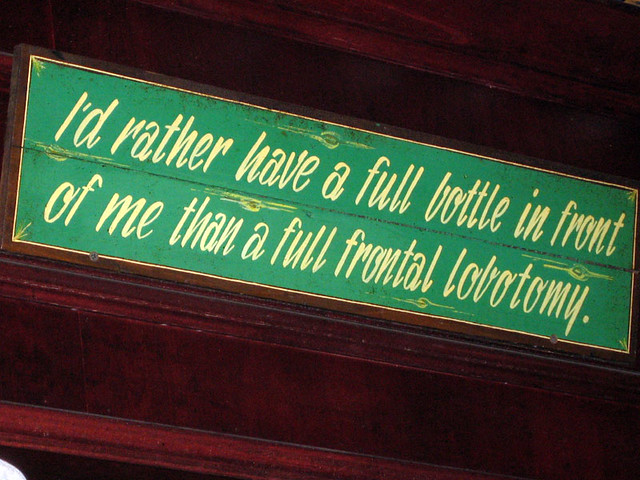 I'd rather have a full bottle in front
of me than a full frontal lobotomy.